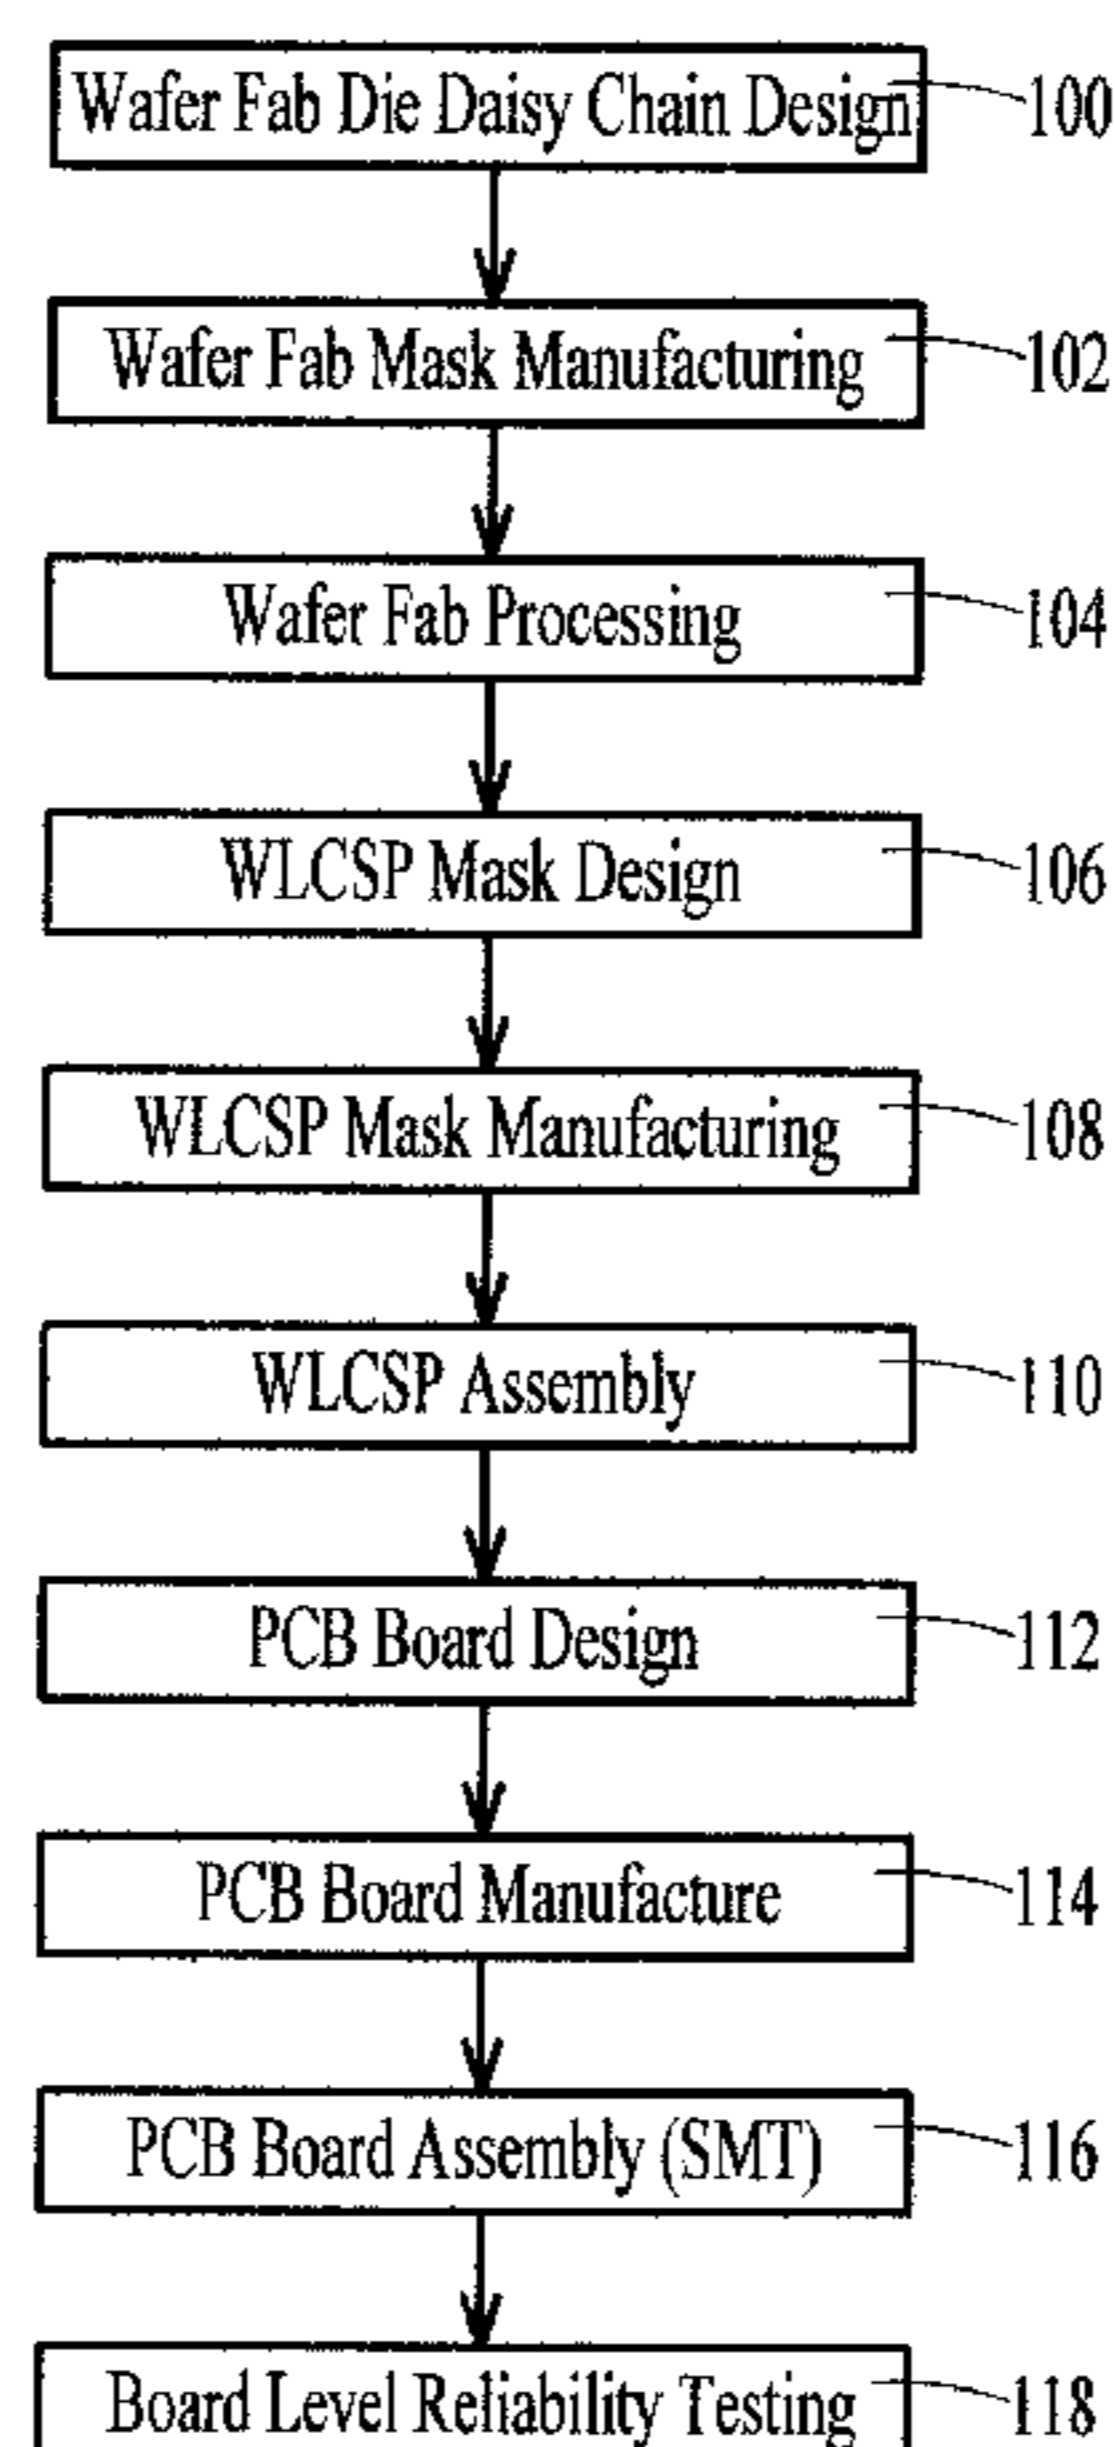 Wafer Fab Die Daisy Chain Design 100
Wafer Fab Mask Manufacturing 102
Wafer Fab Processing 104
WLCSP Mask Design 106
WLCSP Mask Manufacturing 108
WLCSP Assembly 110
PCB Board Design 112
PCB Board Manufacture 114
PCB Board Assembly (SMT) 116
Board Level Reliability Testing 118